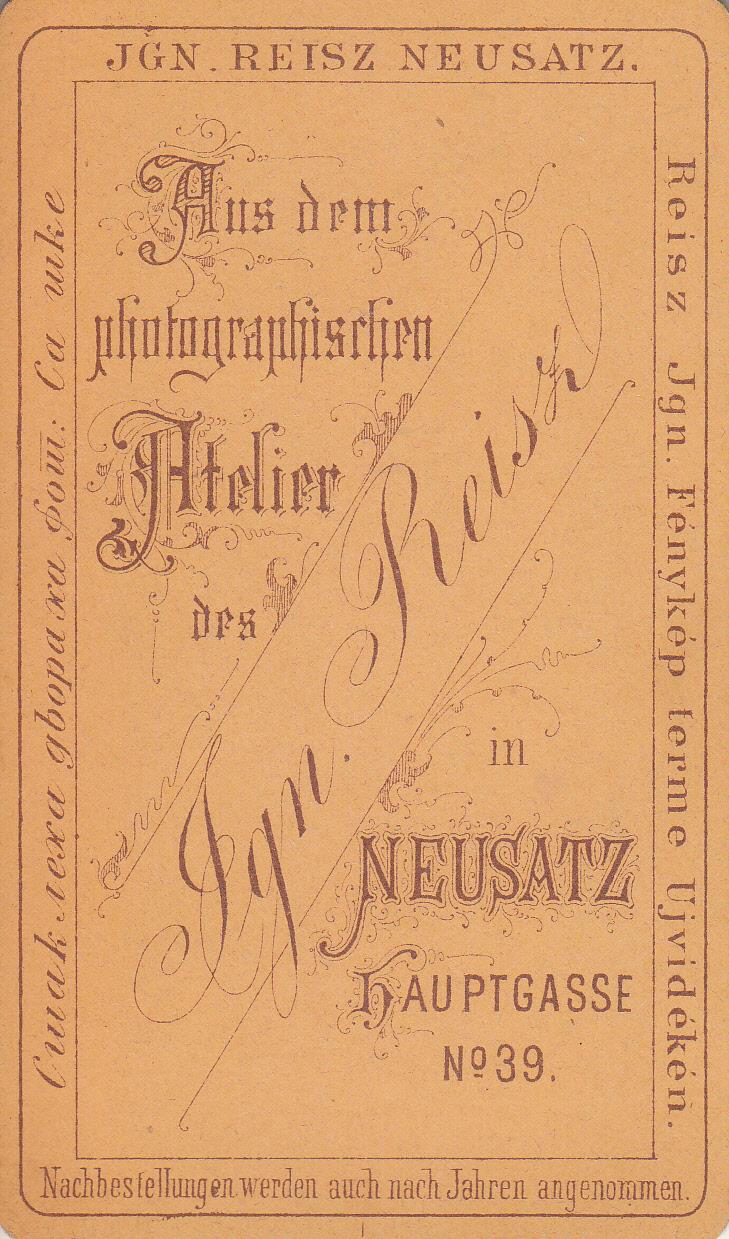 JGN. REISZ NEUSATZ.
Aus dem
photographischen
Atelier
des
Ign. Reisz
in
NEUSATZ
HAUPTGASSE
Nº 39.
Reisz Jgn. Fénykép terme Ujvidékén.
Nachbestellungen werden auch nach Jahren angenommen.